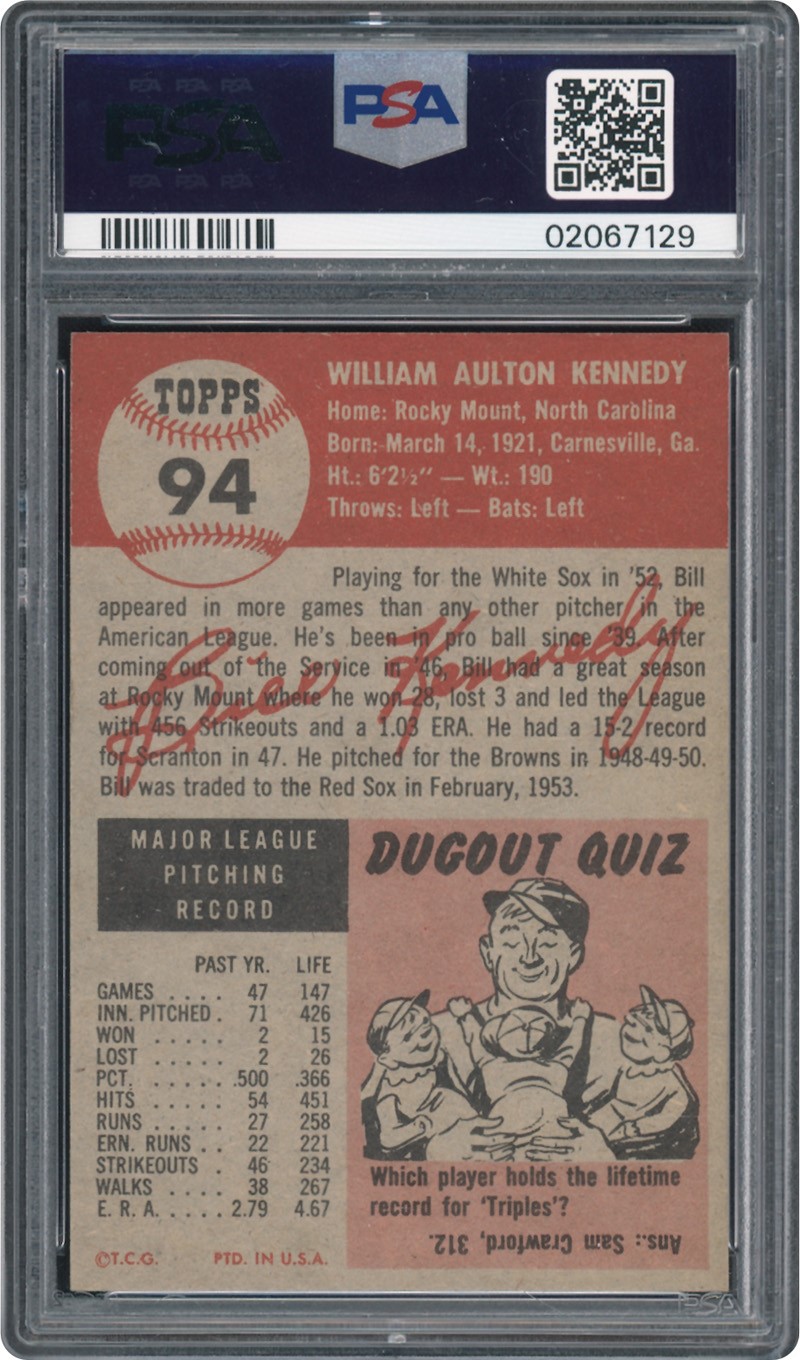 PSA PSA PSA
PSA
PSA PSA PSA
PSA
02067129
TOPPS
94
WILLIAM AULTON KENNEDY
Home: Rocky Mount, North Carolina
Born: March 14, 1921, Carnesville, Ga.
Ht.: 6'2½" — Wt.: 190
Throws: Left — Bats: Left
Playing for the White Sox in '52, Bill
appeared in more games than any other pitcher in the
American League. He's been in pro ball since '39. After
coming out of the Service in '46, Bill had a great season
at Rocky Mount where he won 28, lost 3 and led the League
with 456 Strikeouts and a 1.03 ERA. He had a 15-2 record
for Scranton in 47. He pitched for the Browns in 1948-49-50.
Bill was traded to the Red Sox in February, 1953.
Bill Kennedy
MAJOR LEAGUE
PITCHING
RECORD
PAST YR. LIFE
GAMES .... 47 147
INN. PITCHED. 71 426
WON ..... 2 15
LOST ..... 2 26
PCT. ..... .500 .366
HITS ..... 54 451
RUNS .... 27 258
ERN. RUNS .. 22 221
STRIKEOUTS . 46 234
WALKS .... 38 267
E. R. A. .... 2.79 4.67
©T.C.G. PTD. IN U.S.A.
DUGOUT QUIZ
Which player holds the lifetime
record for 'Triples'?
Ans.: Sam Crawford, 312.
PSA